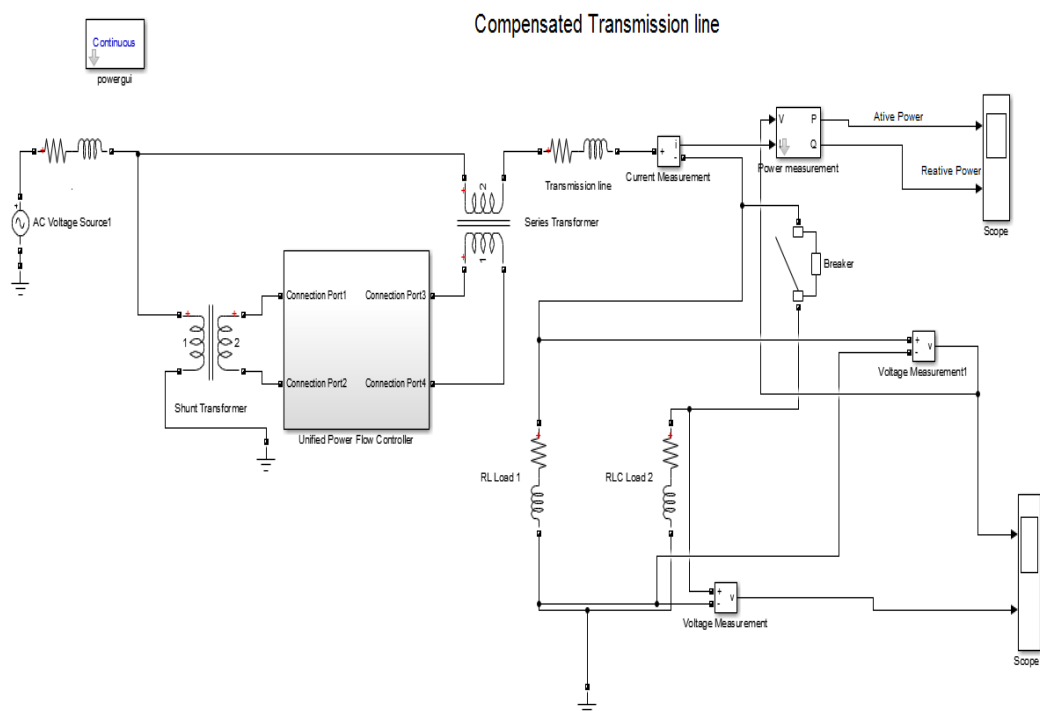 Compensated Transmission line
Continuous
powergui
AC Voltage Source1
Transmission line
+ i
-
Current Measurement
V P
I Q
Power measurement
Ative Power
Reative Power
Scope
2
1
Series Transformer
Breaker
Connection Port1 Connection Port3
Connection Port2 Connection Port4
Unified Power Flow Controller
1 2
Shunt Transformer
+ v
-
Voltage Measurement1
RL Load 1
RLC Load 2
+ v
-
Voltage Measurement
Scope